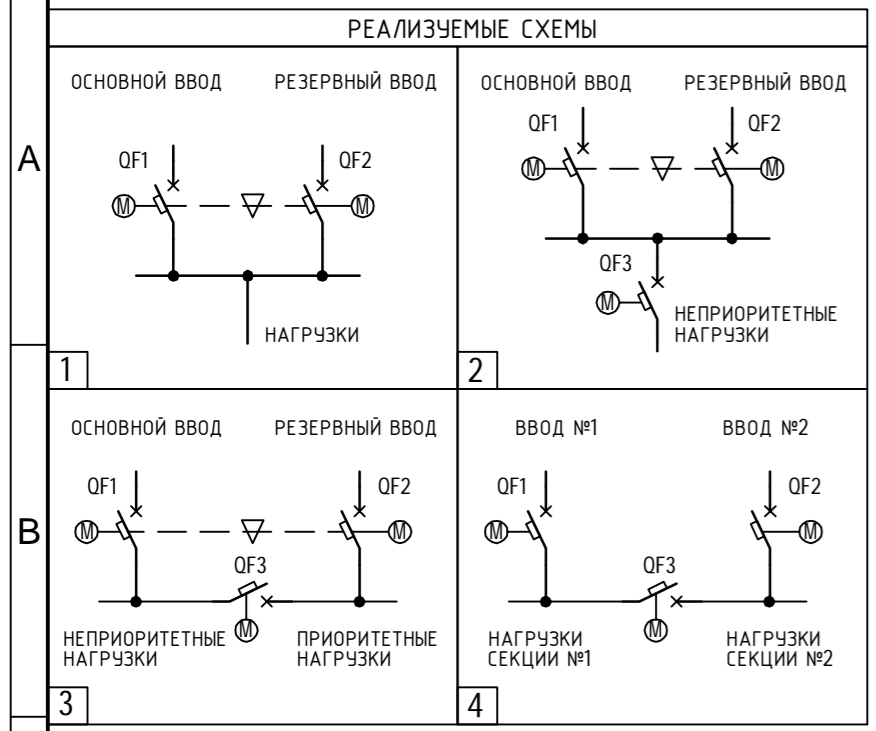 РЕАЛИЗУЕМЫЕ СХЕМЫ
A
ОСНОВНОЙ ВВОД РЕЗЕРВНЫЙ ВВОД
QF1 QF2
M M
НАГРУЗКИ
1
ОСНОВНОЙ ВВОД РЕЗЕРВНЫЙ ВВОД
QF1 QF2
M M
QF3
M
НЕПРИОРИТЕТНЫЕ
НАГРУЗКИ
2
B
ОСНОВНОЙ ВВОД РЕЗЕРВНЫЙ ВВОД
QF1 QF2
M M
QF3
M
НЕПРИОРИТЕТНЫЕ
НАГРУЗКИ
ПРИОРИТЕТНЫЕ
НАГРУЗКИ
3
ВВОД №1 ВВОД №2
QF1 QF2
M M
QF3
M
НАГРУЗКИ
СЕКЦИИ №1
НАГРУЗКИ
СЕКЦИИ №2
4